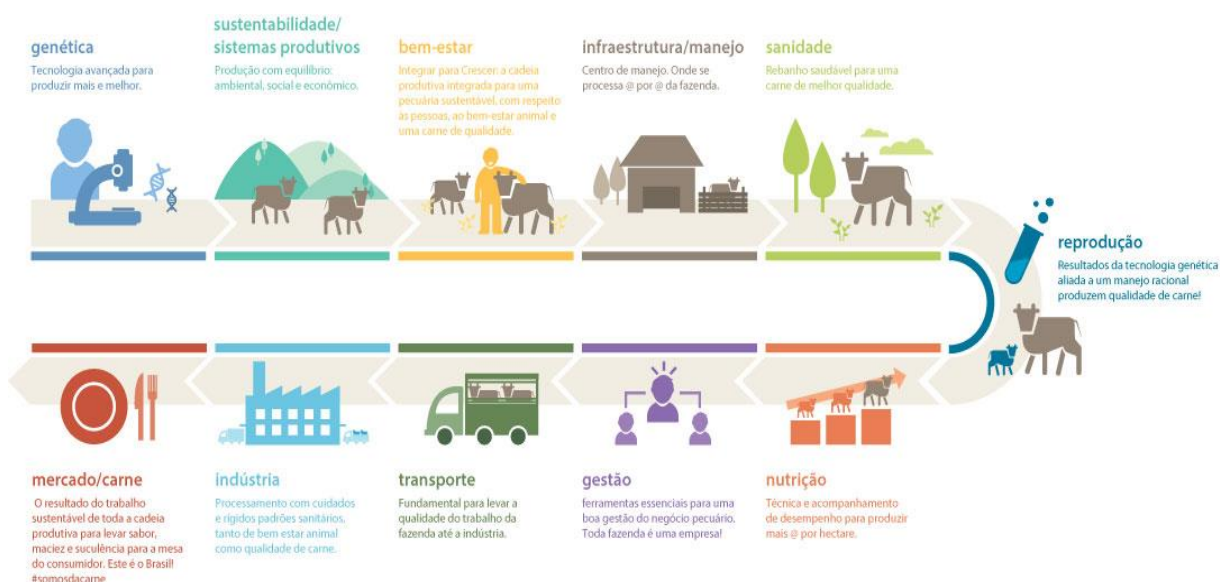 genética
Tecnologia avançada para
produzir mais e melhor.
sustentabilidade/
sistemas produtivos
Produção com equilíbrio:
ambiental, social e econômico.
bem-estar
Integrar para Crescer: a cadeia
produtiva integrada para uma
pecuária sustentável, com respeito
às pessoas, ao bem-estar animal e
uma carne de qualidade.
infraestrutura/manejo
Centro de manejo. Onde se
processa @ por @ da fazenda.
sanidade
Rebanho saudável para uma
carne de melhor qualidade.
reprodução
Resultados da tecnologia genética
aliada a um manejo racional
produzem qualidade de carne!
mercado/carne
O resultado do trabalho
sustentável de toda a cadeia
produtiva para levar sabor,
maciez e suculência para a mesa
do consumidor. Este é o Brasil!
#somosdacarne
indústria
Processamento com cuidados
e rígidos padrões sanitários,
tanto de bem estar animal
como qualidade de carne.
transporte
Fundamental para levar a
qualidade do trabalho da
fazenda até a indústria.
gestão
ferramentas essenciais para uma
boa gestão do negócio pecuário.
Toda fazenda é uma empresa!
nutrição
Técnica e acompanhamento
de desempenho para produzir
mais @ por hectare.